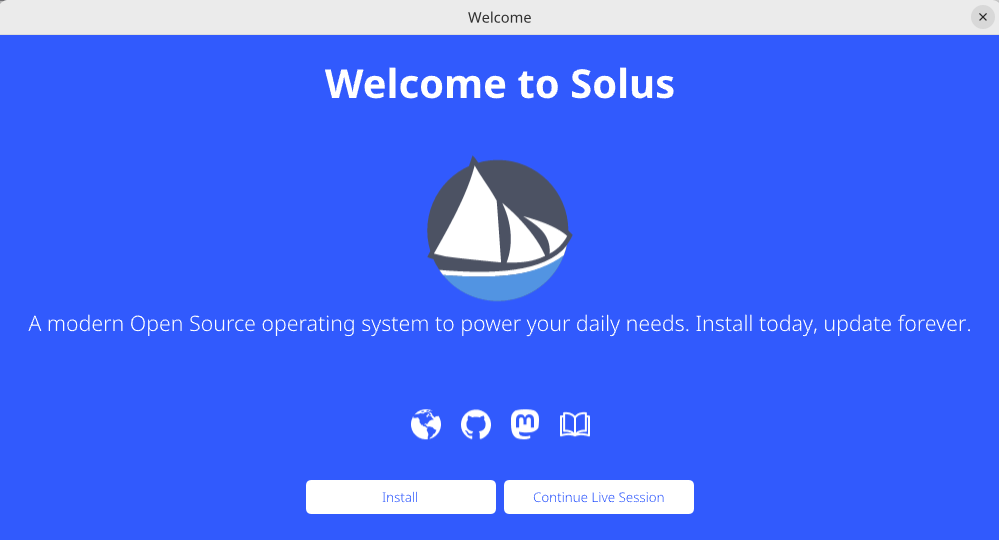 Welcome
Welcome to Solus
A modern Open Source operating system to power your daily needs. Install today, update forever.
Install
Continue Live Session